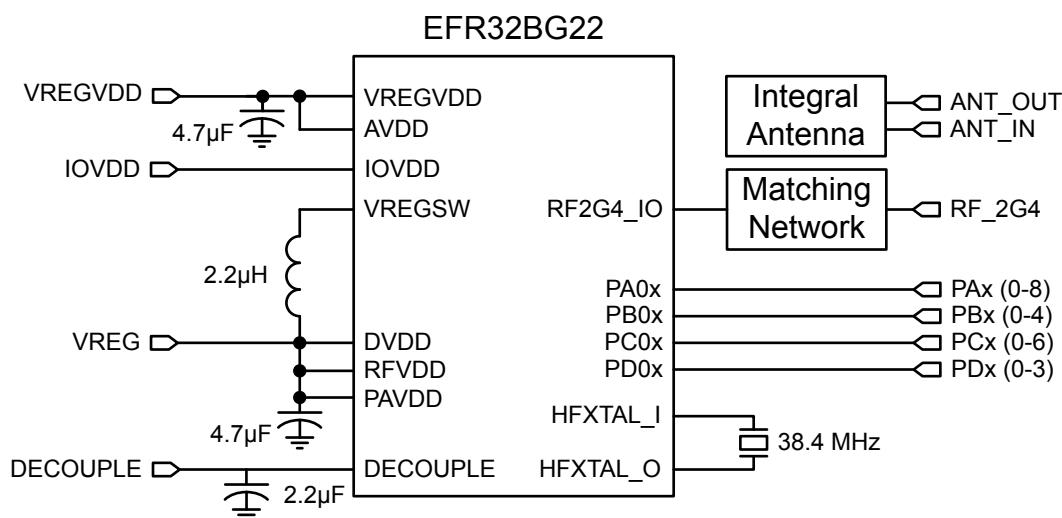 EFR32BG22
VREGVDD
4.7µF
IOVDD
2.2µH
VREG
4.7µF
DECOUPLE
2.2µF
VREGVDD
AVDD
IOVDD
VREGSW
DVDD
RFVDD
PAVDD
DECOUPLE
RF2G4_IO
PA0x
PB0x
PC0x
PD0x
HFXTAL_I
HFXTAL_O
Integral
Antenna
ANT_OUT
ANT_IN
Matching
Network
RF_2G4
PAx (0-8)
PBx (0-4)
PCx (0-6)
PDx (0-3)
38.4 MHz